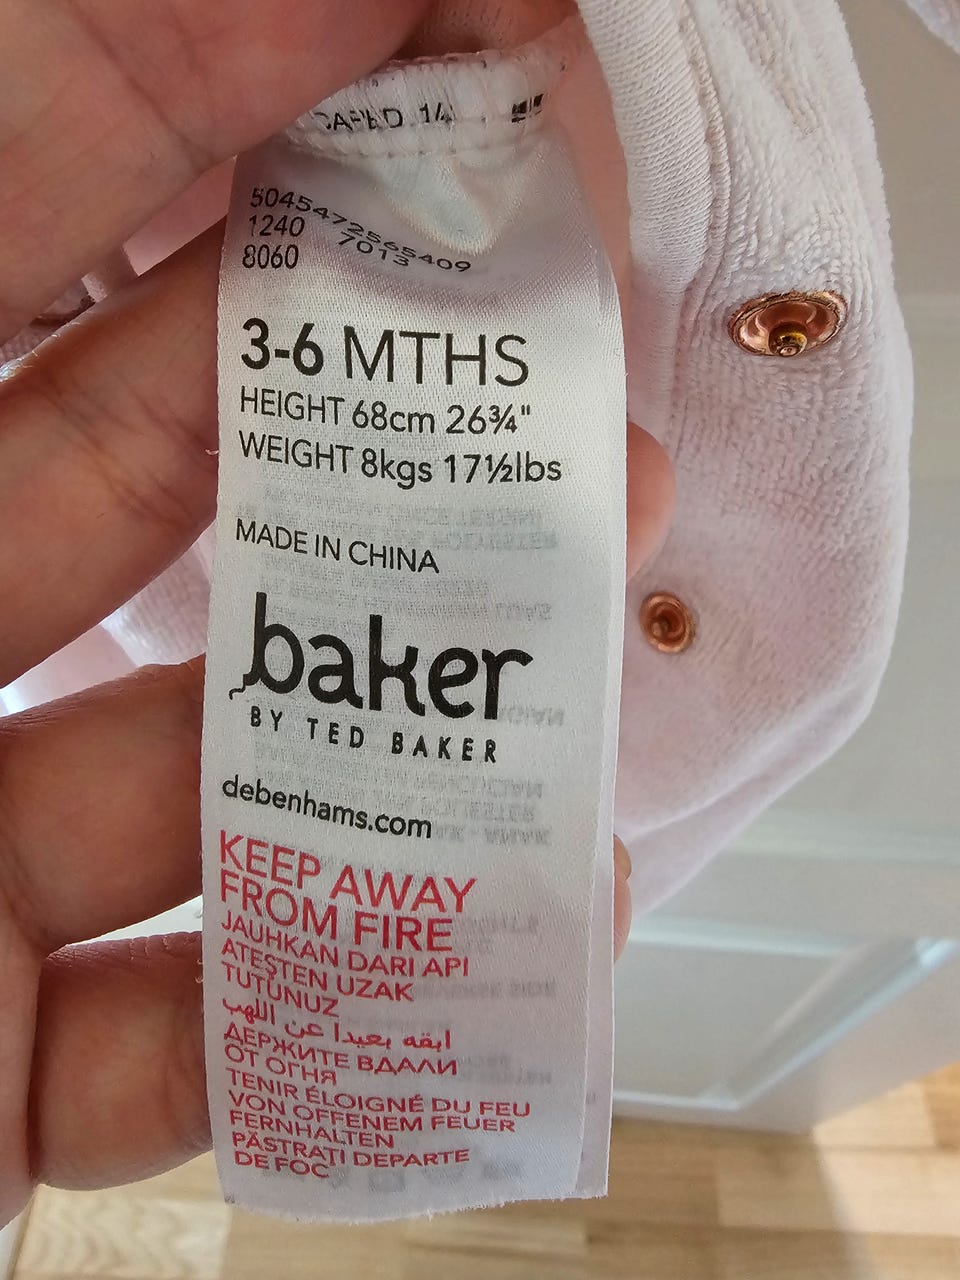 14
5045472565409
1240 7013
8060
3-6 MTHS
HEIGHT 68cm 26¾"
WEIGHT 8kgs 17½lbs
MADE IN CHINA
baker
BY TED BAKER
debenhams.com
KEEP AWAY
FROM FIRE
JAUHKAN DARI API
ATEŞTEN UZAK
TUTUNUZ
ابقه بعيدا عن اللهب
ДЕРЖИТЕ ВДАЛИ
ОТ ОГНЯ
TENIR ÉLOIGNÉ DU FEU
VON OFFENEM FEUER
FERNHALTEN
PĂSTRAȚI DEPARTE
DE FOC